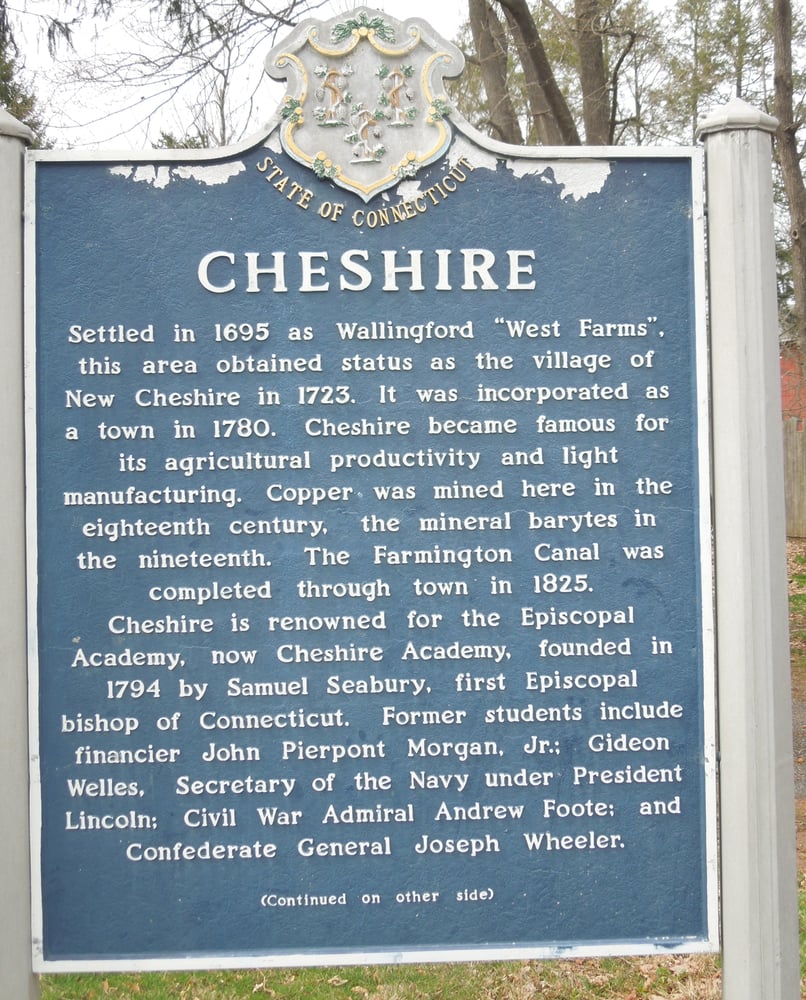 STATE OF CONNECTICUT
CHESHIRE
Settled in 1695 as Wallingford "West Farms",
this area obtained status as the village of
New Cheshire in 1723. It was incorporated as
a town in 1780. Cheshire became famous for
its agricultural productivity and light
manufacturing. Copper was mined here in the
eighteenth century, the mineral barytes in
the nineteenth. The Farmington Canal was
completed through town in 1825.
Cheshire is renowned for the Episcopal
Academy, now Cheshire Academy, founded in
1794 by Samuel Seabury, first Episcopal
bishop of Connecticut. Former students include
financier John Pierpont Morgan, Jr.; Gideon
Welles, Secretary of the Navy under President
Lincoln; Civil War Admiral Andrew Foote; and
Confederate General Joseph Wheeler.
(Continued on other side)